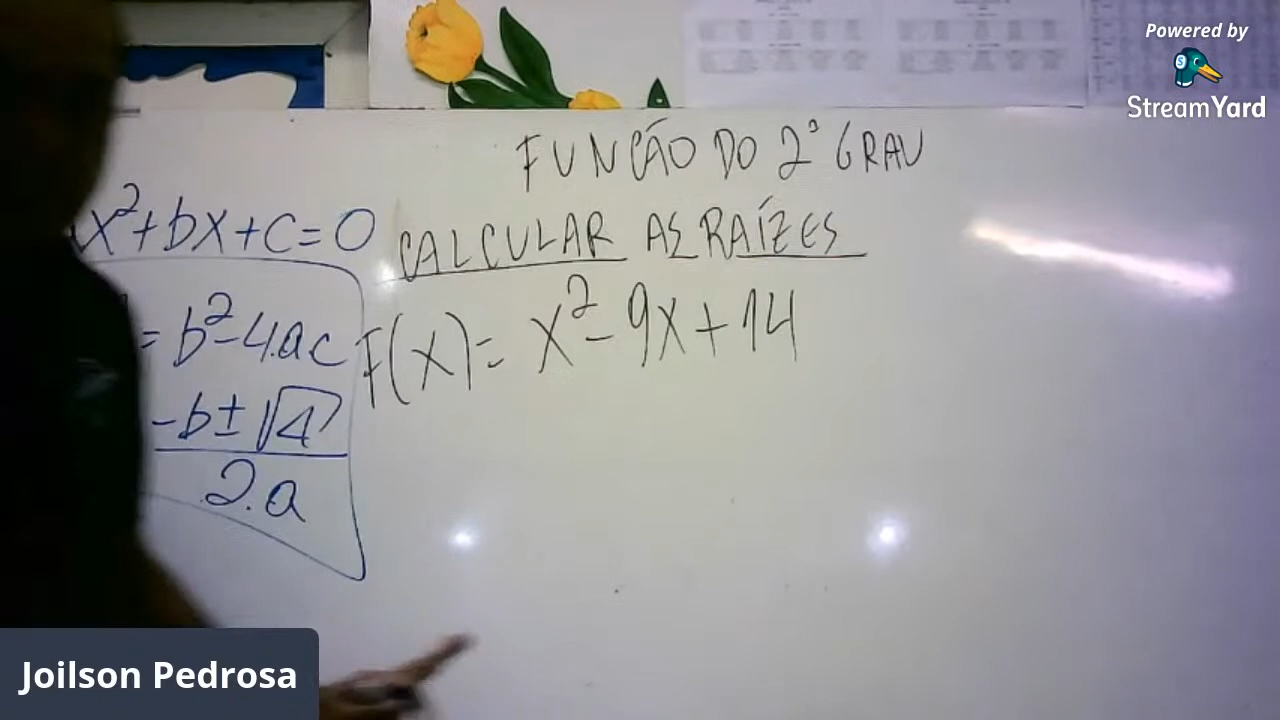 Powered by
StreamYard
FUNÇÃO DO 2° GRAU
x²+bx+c=0
CALCULAR AS RAÍZES
= b²-4.ac
F(x)= x²-9x+14
-b±√Δ
2.a
Joilson Pedrosa